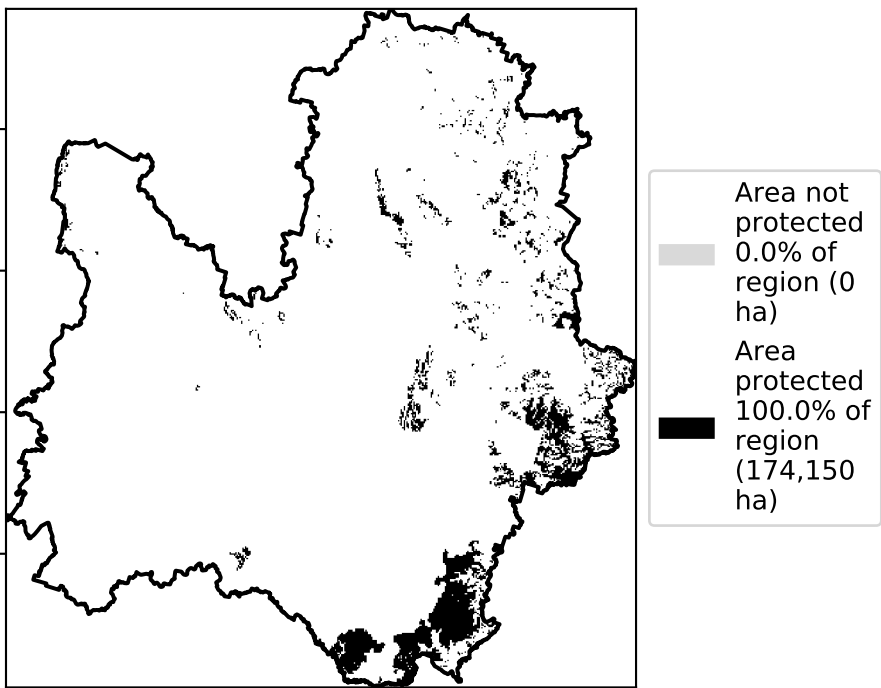 Area not
protected
0.0% of
region (0
ha)
Area
protected
100.0% of
region
(174,150
ha)